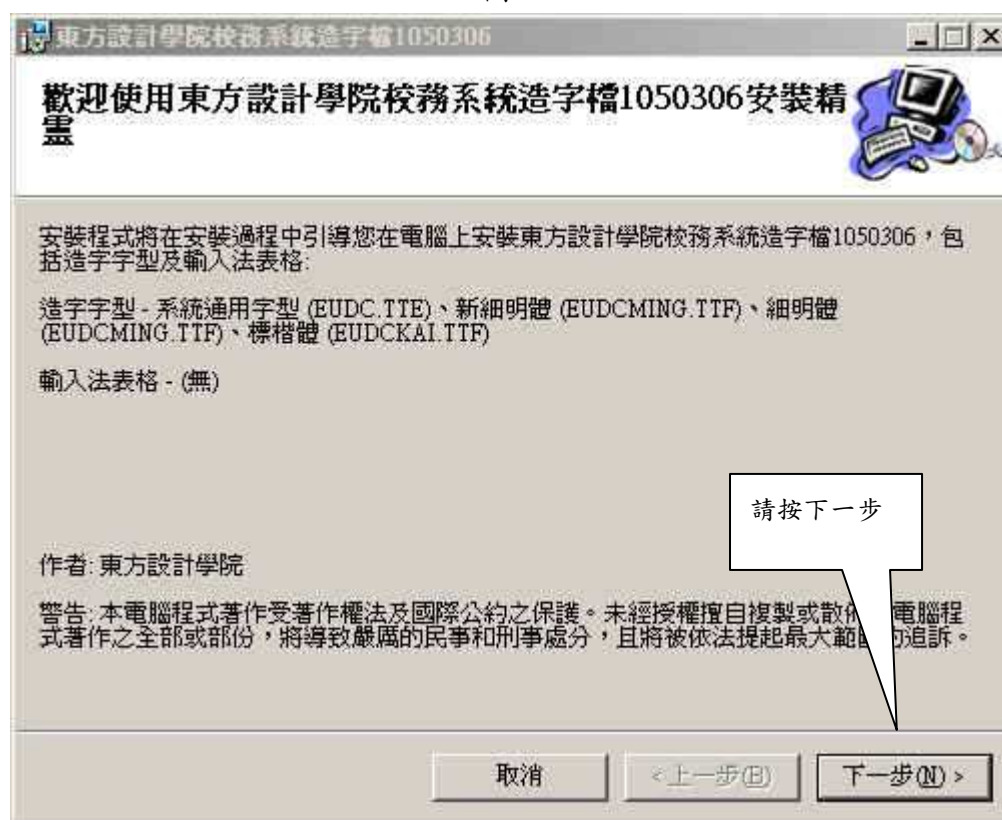 東方設計學院校務系統造字檔1050306
歡迎使用東方設計學院校務系統造字檔1050306安裝精
靈
安裝程式將在安裝過程中引導您在電腦上安裝東方設計學院校務系統造字檔1050306，包
括造字字型及輸入法表格:
造字字型 - 系統通用字型 (EUDC.TTE)、新細明體 (EUDCMING.TTF)、細明體
(EUDCMING.TTF)、標楷體 (EUDCKAI.TTF)
輸入法表格 - (無)
請按下一步
作者: 東方設計學院
警告: 本電腦程式著作受著作權法及國際公約之保護。未經授權擅自複製或散 電腦程
式著作之全部或部份，將導致嚴厲的民事和刑事處分，且將被依法提起最大範 的追訴。
取消
<上一步(B)
下一步(N) >